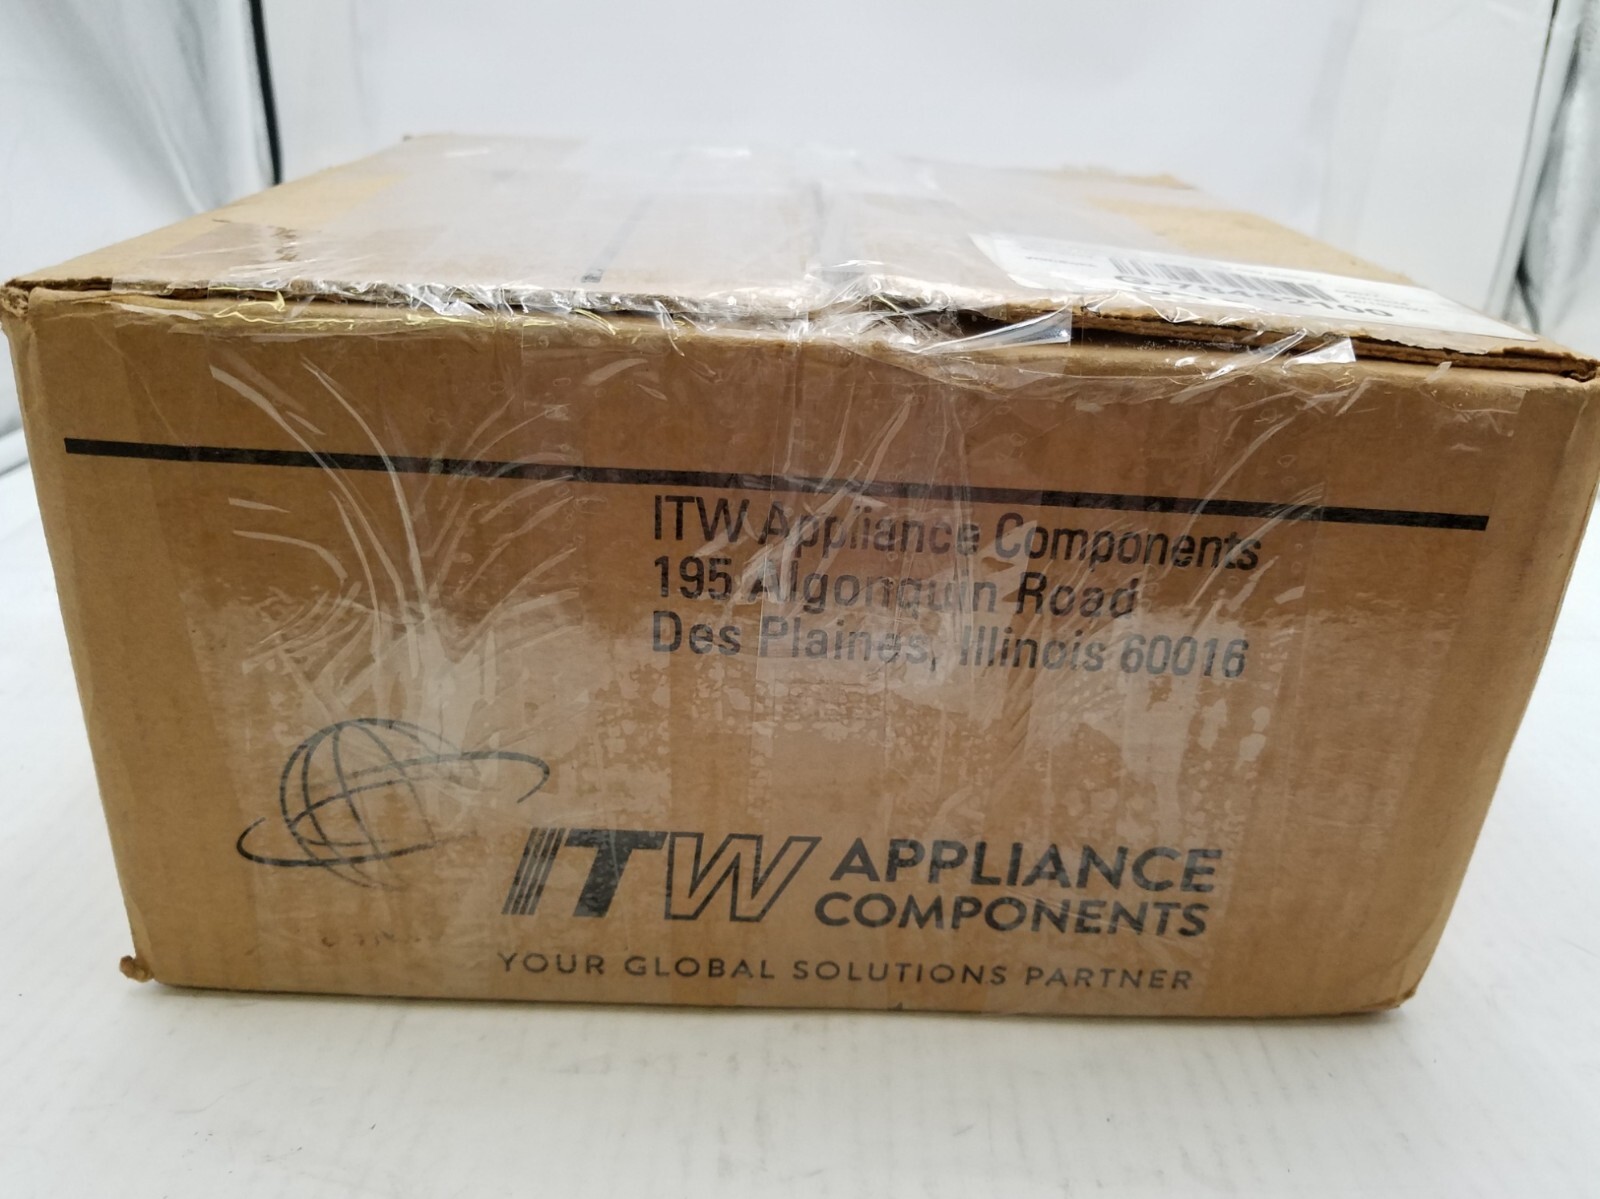 ITW Appliance Components
195 Algonquin Road
Des Plaines, Illinois 60016
ITW APPLIANCE
COMPONENTS
YOUR GLOBAL SOLUTIONS PARTNER